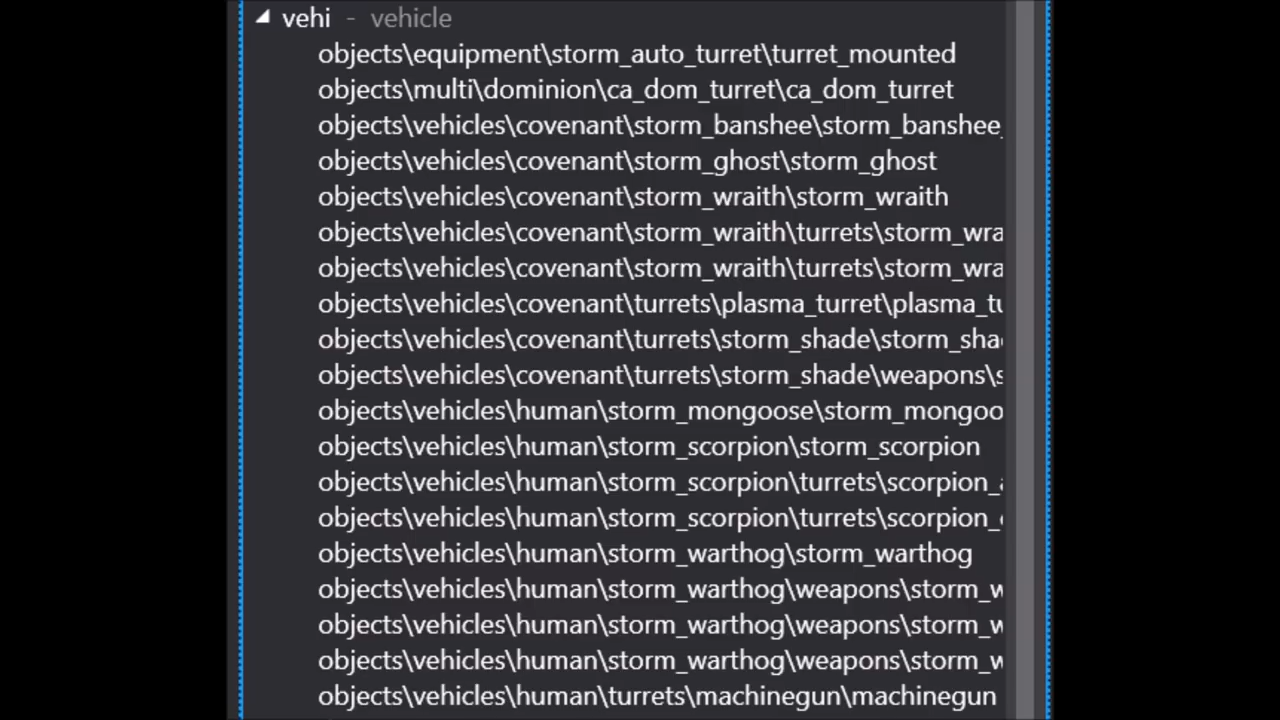 vehi - vehicle
objects\equipment\storm_auto_turret\turret_mounted
objects\multi\dominion\ca_dom_turret\ca_dom_turret
objects\vehicles\covenant\storm_banshee\storm_banshee_
objects\vehicles\covenant\storm_ghost\storm_ghost
objects\vehicles\covenant\storm_wraith\storm_wraith
objects\vehicles\covenant\storm_wraith\turrets\storm_wra
objects\vehicles\covenant\storm_wraith\turrets\storm_wra
objects\vehicles\covenant\turrets\plasma_turret\plasma_tu
objects\vehicles\covenant\turrets\storm_shade\storm_sha
objects\vehicles\covenant\turrets\storm_shade\weapons\s
objects\vehicles\human\storm_mongoose\storm_mongoo
objects\vehicles\human\storm_scorpion\storm_scorpion
objects\vehicles\human\storm_scorpion\turrets\scorpion_a
objects\vehicles\human\storm_scorpion\turrets\scorpion_c
objects\vehicles\human\storm_warthog\storm_warthog
objects\vehicles\human\storm_warthog\weapons\storm_w
objects\vehicles\human\storm_warthog\weapons\storm_w
objects\vehicles\human\storm_warthog\weapons\storm_w
objects\vehicles\human\turrets\machinegun\machinegun